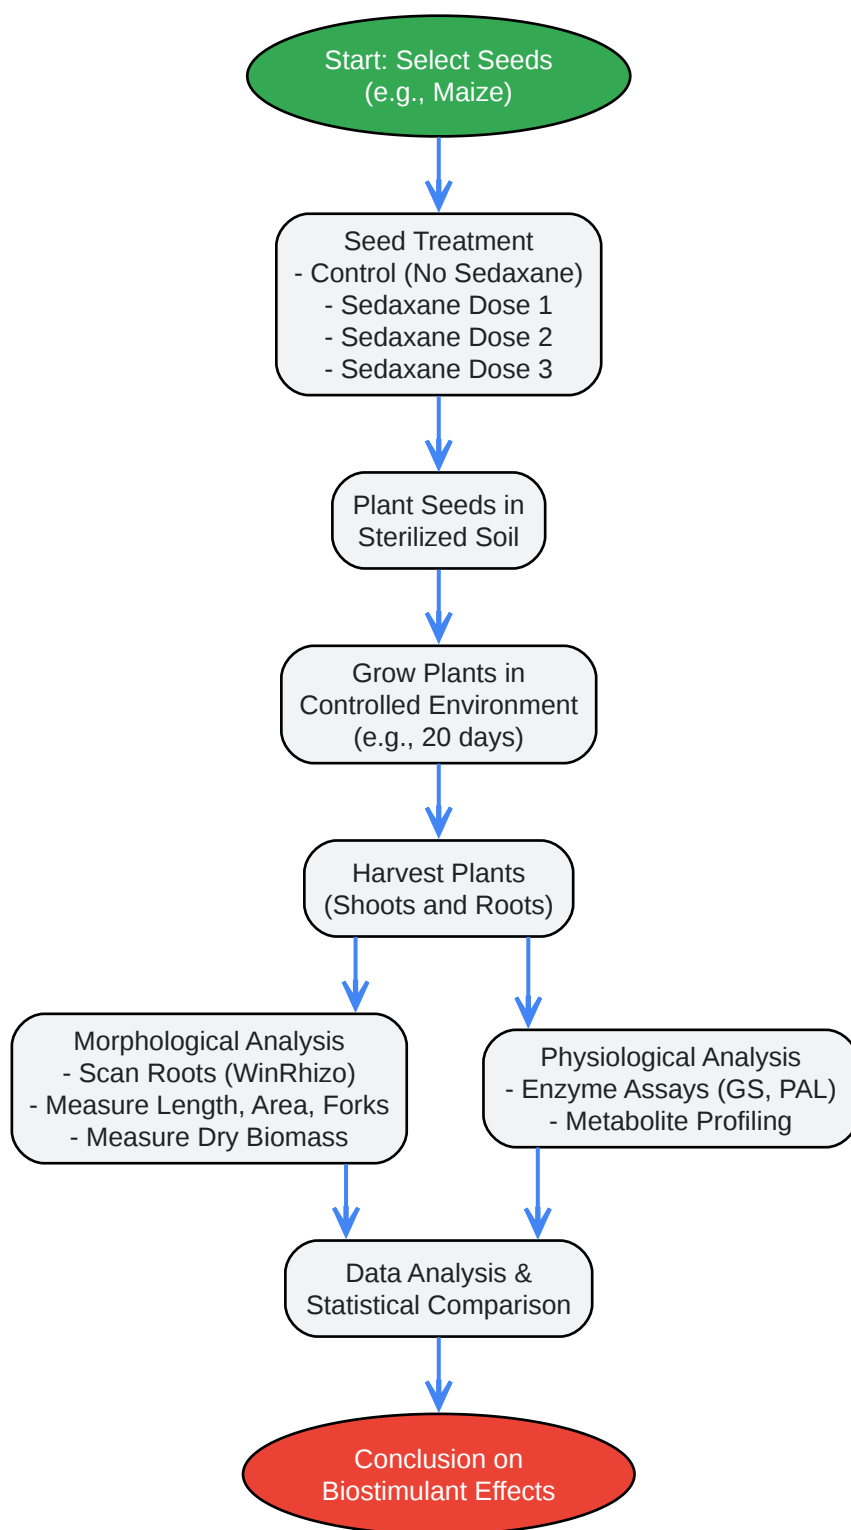 Start: Select Seeds
(e.g., Maize)
Seed Treatment
- Control (No Sedaxane)
- Sedaxane Dose 1
- Sedaxane Dose 2
- Sedaxane Dose 3
Plant Seeds in
Sterilized Soil
Grow Plants in
Controlled Environment
(e.g., 20 days)
Harvest Plants
(Shoots and Roots)
Morphological Analysis
- Scan Roots (WinRhizo)
- Measure Length, Area, Forks
- Measure Dry Biomass
Physiological Analysis
- Enzyme Assays (GS, PAL)
- Metabolite Profiling
Data Analysis &
Statistical Comparison
Conclusion on
Biostimulant Effects